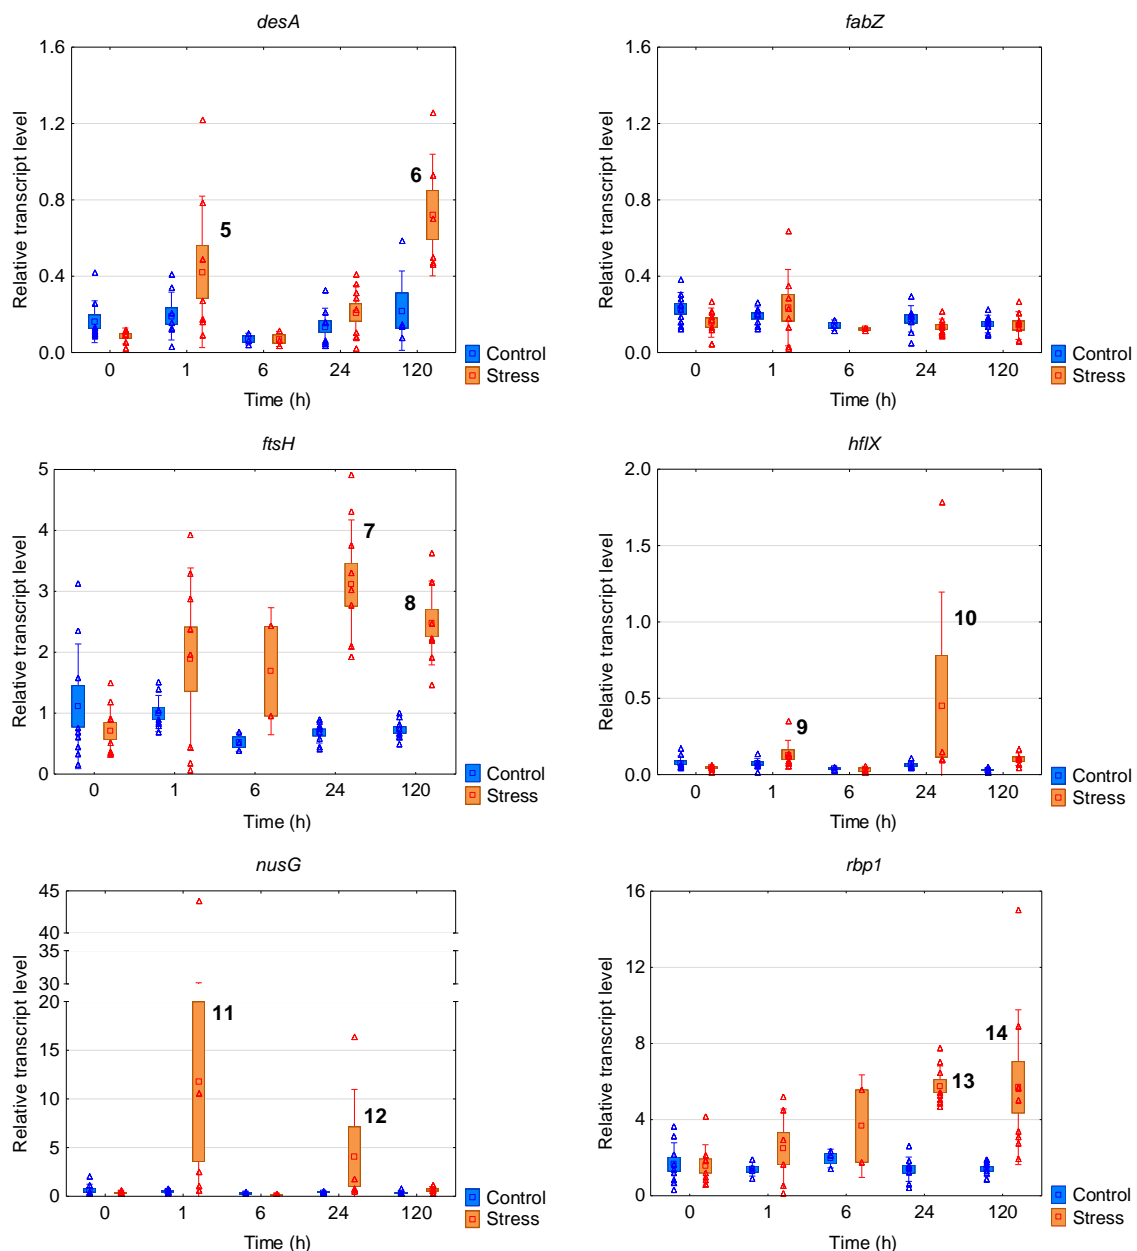 desA
Relative transcript level
1.6
1.2
0.8
0.4
0.0
5
6
0 1 6 24 120
Time (h)
Control
Stress
fabZ
Relative transcript level
1.6
1.2
0.8
0.4
0.0
0 1 6 24 120
Time (h)
Control
Stress
ftsH
Relative transcript level
5
4
3
2
1
0
7
8
0 1 6 24 120
Time (h)
Control
Stress
hflX
Relative transcript level
2.0
1.5
1.0
0.5
0.0
9
10
0 1 6 24 120
Time (h)
Control
Stress
nusG
Relative transcript level
45
40
35
30
20
15
10
5
0
11
12
0 1 6 24 120
Time (h)
Control
Stress
rbp1
Relative transcript level
16
12
8
4
0
13
14
0 1 6 24 120
Time (h)
Control
Stress